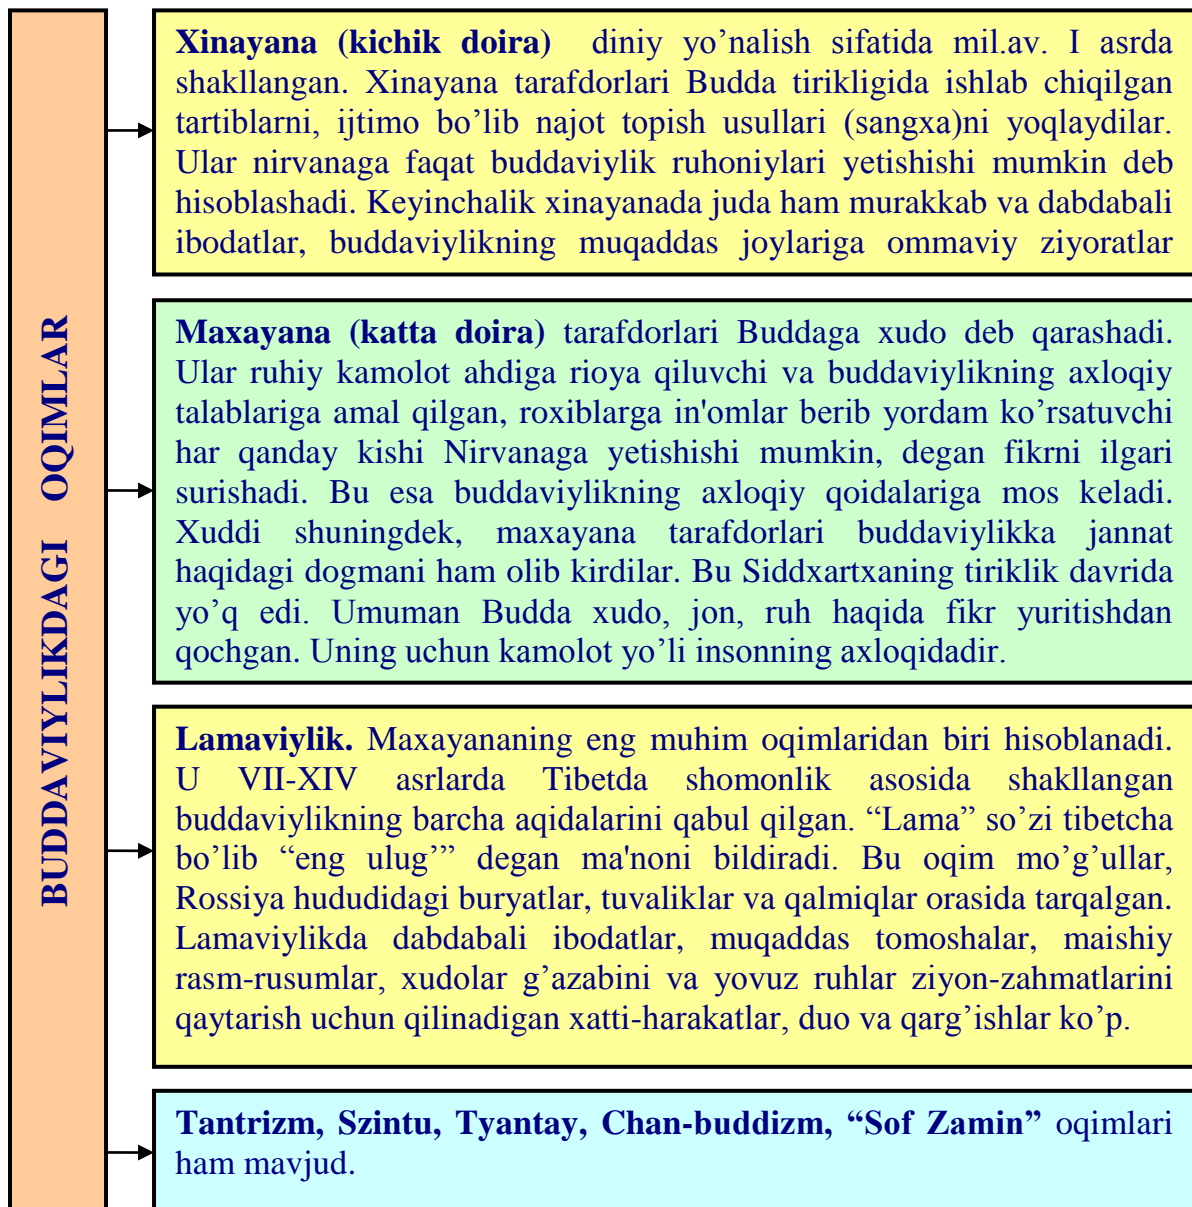 BUDDAVIYLIKDAGI OQIMLAR
Xinayana (kichik doira) diniy yo’nalish sifatida mil.av. I asrda
shakllangan. Xinayana tarafdorlari Budda tirikligida ishlab chiqilgan
tartiblarni, ijtimo bo’lib najot topish usullari (sangxa)ni yoqlaydilar.
Ular nirvanaga faqat buddaviylik ruhoniylari yetishishi mumkin deb
hisoblashadi. Keyinchalik xinayanada juda ham murakkab va dabdabali
ibodatlar, buddaviylikning muqaddas joylariga ommaviy ziyoratlar
Maxayana (katta doira) tarafdorlari Buddaga xudo deb qarashadi.
Ular ruhiy kamolot ahdiga rioya qiluvchi va buddaviylikning axloqiy
talablariga amal qilgan, roxiblarga in'omlar berib yordam ko’rsatuvchi
har qanday kishi Nirvanaga yetishishi mumkin, degan fikrni ilgari
surishadi. Bu esa buddaviylikning axloqiy qoidalariga mos keladi.
Xuddi shuningdek, maxayana tarafdorlari buddaviylikka jannat
haqidagi dogmani ham olib kirdilar. Bu Siddxartxaning tiriklik davrida
yo’q edi. Umuman Budda xudo, jon, ruh haqida fikr yuritishdan
qochgan. Uning uchun kamolot yo’li insonning axloqidadir.
Lamaviylik. Maxayananing eng muhim oqimlaridan biri hisoblanadi.
U VII-XIV asrlarda Tibetda shomonlik asosida shakllangan
buddaviylikning barcha aqidalarini qabul qilgan. “Lama” so’zi tibetcha
bo’lib “eng ulug’” degan ma'noni bildiradi. Bu oqim mo’g’ullar,
Rossiya hududidagi buryatlar, tuvaliklar va qalmiqlar orasida tarqalgan.
Lamaviylikda dabdabali ibodatlar, muqaddas tomoshalar, maishiy
rasm-rusumlar, xudolar g’azabini va yovuz ruhlar ziyon-zahmatlarini
qaytarish uchun qilinadigan xatti-harakatlar, duo va qarg’ishlar ko’p.
Tantrizm, Szintu, Tyantay, Chan-buddizm, “Sof Zamin” oqimlari
ham mavjud.